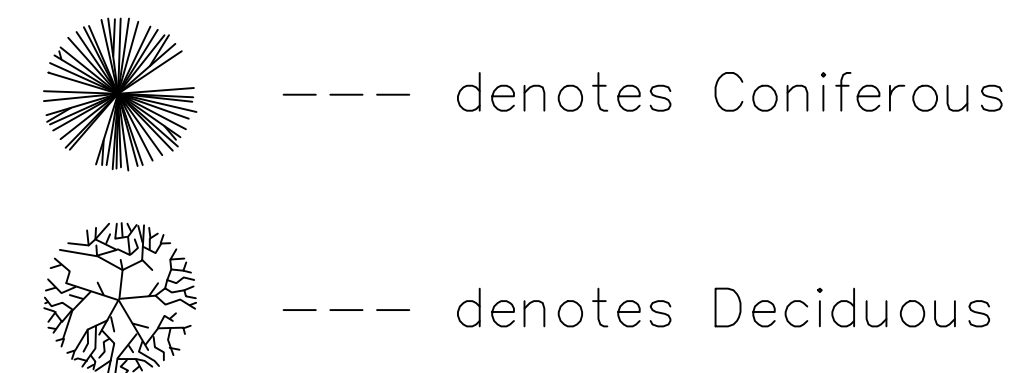 --- denotes Coniferous
--- denotes Deciduous